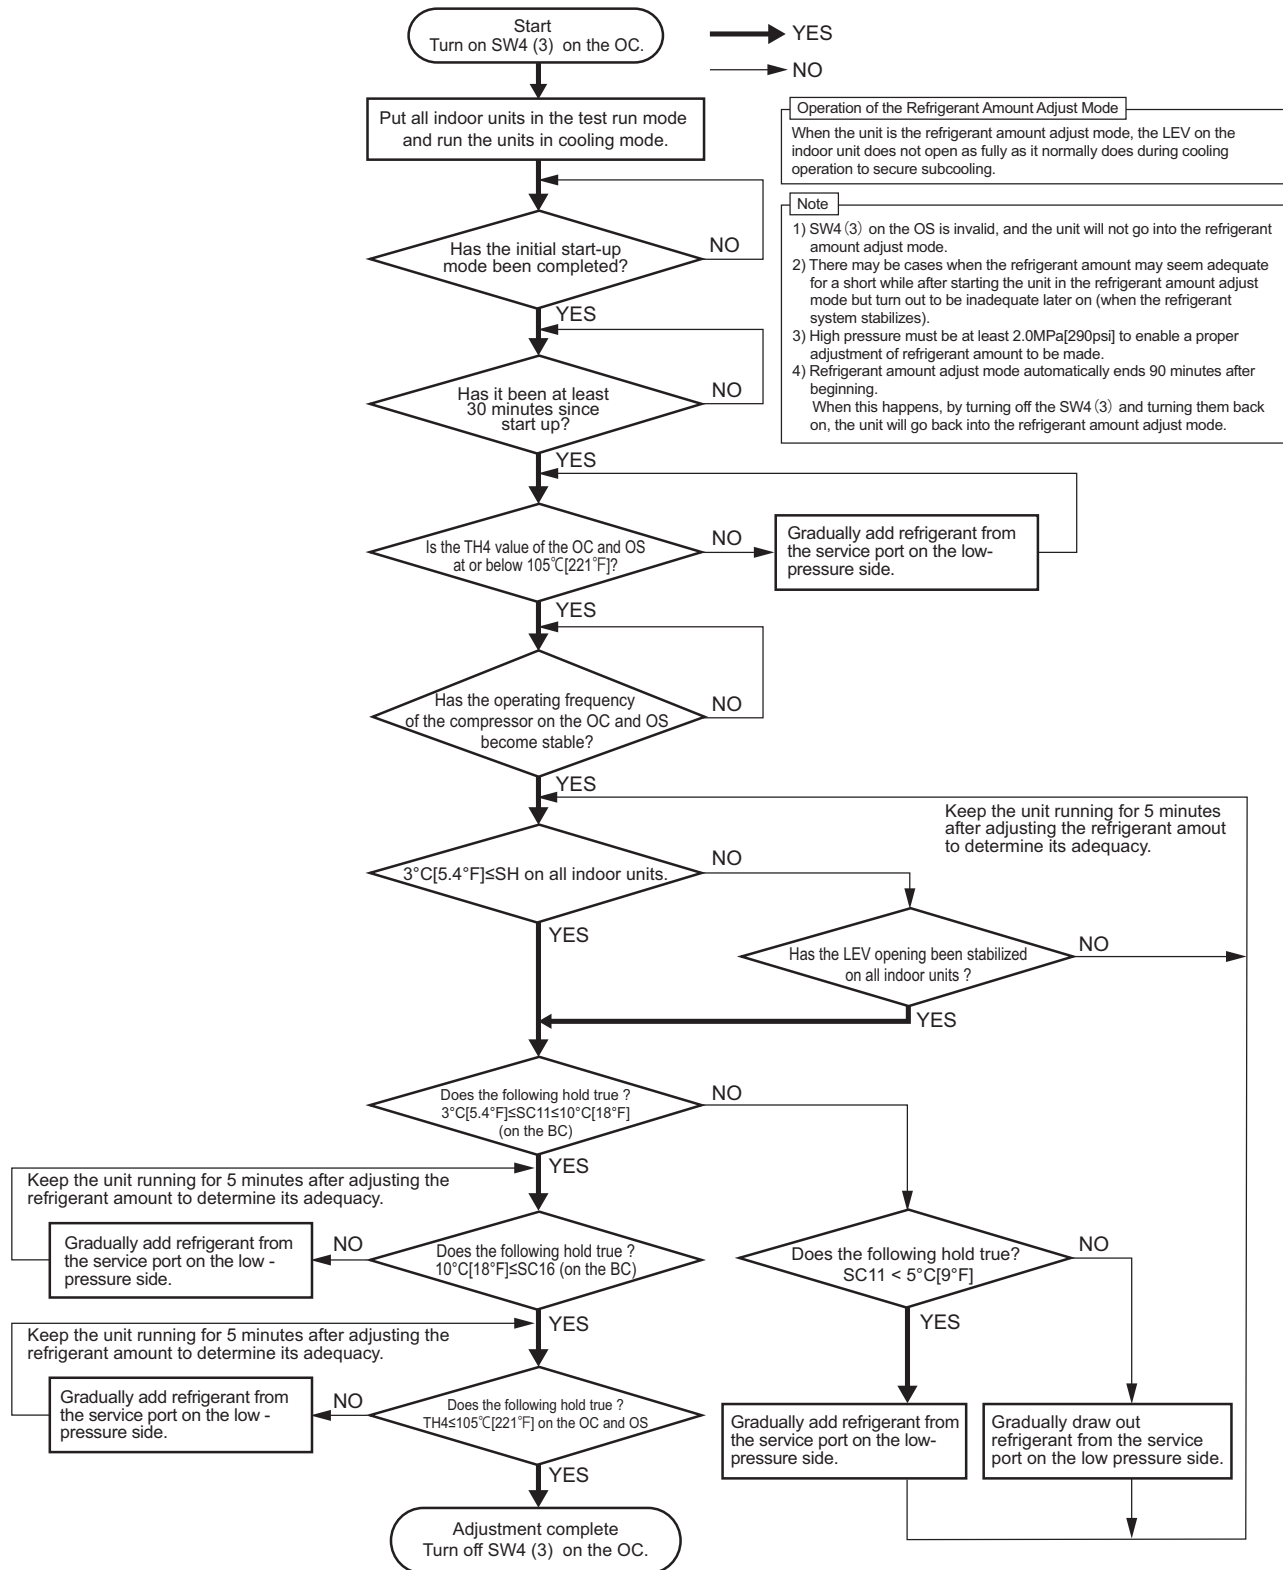 Start
Turn on SW4 (3) on the OC.
YES
NO
Put all indoor units in the test run mode
and run the units in cooling mode.
Operation of the Refrigerant Amount Adjust Mode
When the unit is the refrigerant amount adjust mode, the LEV on the
indoor unit does not open as fully as it normally does during cooling
operation to secure subcooling.
Note
1) SW4 (3) on the OS is invalid, and the unit will not go into the refrigerant
amount adjust mode.
2) There may be cases when the refrigerant amount may seem adequate
for a short while after starting the unit in the refrigerant amount adjust
mode but turn out to be inadequate later on (when the refrigerant
system stabilizes).
3) High pressure must be at least 2.0MPa[290psi] to enable a proper
adjustment of refrigerant amount to be made.
4) Refrigerant amount adjust mode automatically ends 90 minutes after
beginning.
When this happens, by turning off the SW4 (3) and turning them back
on, the unit will go back into the refrigerant amount adjust mode.
Has the initial start-up
mode been completed?
NO
YES
Has it been at least
30 minutes since
start up?
NO
YES
Is the TH4 value of the OC and OS
at or below 105℃[221℉]?
NO
Gradually add refrigerant from
the service port on the low-
pressure side.
YES
Has the operating frequency
of the compressor on the OC and OS
become stable?
NO
YES
Keep the unit running for 5 minutes
after adjusting the refrigerant amout
to determine its adequacy.
3°C[5.4°F]≤SH on all indoor units.
NO
YES
Has the LEV opening been stabilized
on all indoor units ?
NO
YES
Does the following hold true ?
3°C[5.4°F]≤SC11≤10°C[18°F]
(on the BC)
NO
YES
Keep the unit running for 5 minutes after adjusting the
refrigerant amount to determine its adequacy.
Gradually add refrigerant from
the service port on the low -
pressure side.
NO
Does the following hold true ?
10°C[18°F]≤SC16 (on the BC)
YES
Does the following hold true?
SC11 < 5°C[9°F]
NO
YES
Keep the unit running for 5 minutes after adjusting the
refrigerant amount to determine its adequacy.
Gradually add refrigerant from
the service port on the low -
pressure side.
NO
Does the following hold true ?
TH4≤105℃[221℉] on the OC and OS
YES
Gradually add refrigerant from
the service port on the low-
pressure side.
Gradually draw out
refrigerant from the service
port on the low pressure side.
Adjustment complete
Turn off SW4 (3) on the OC.